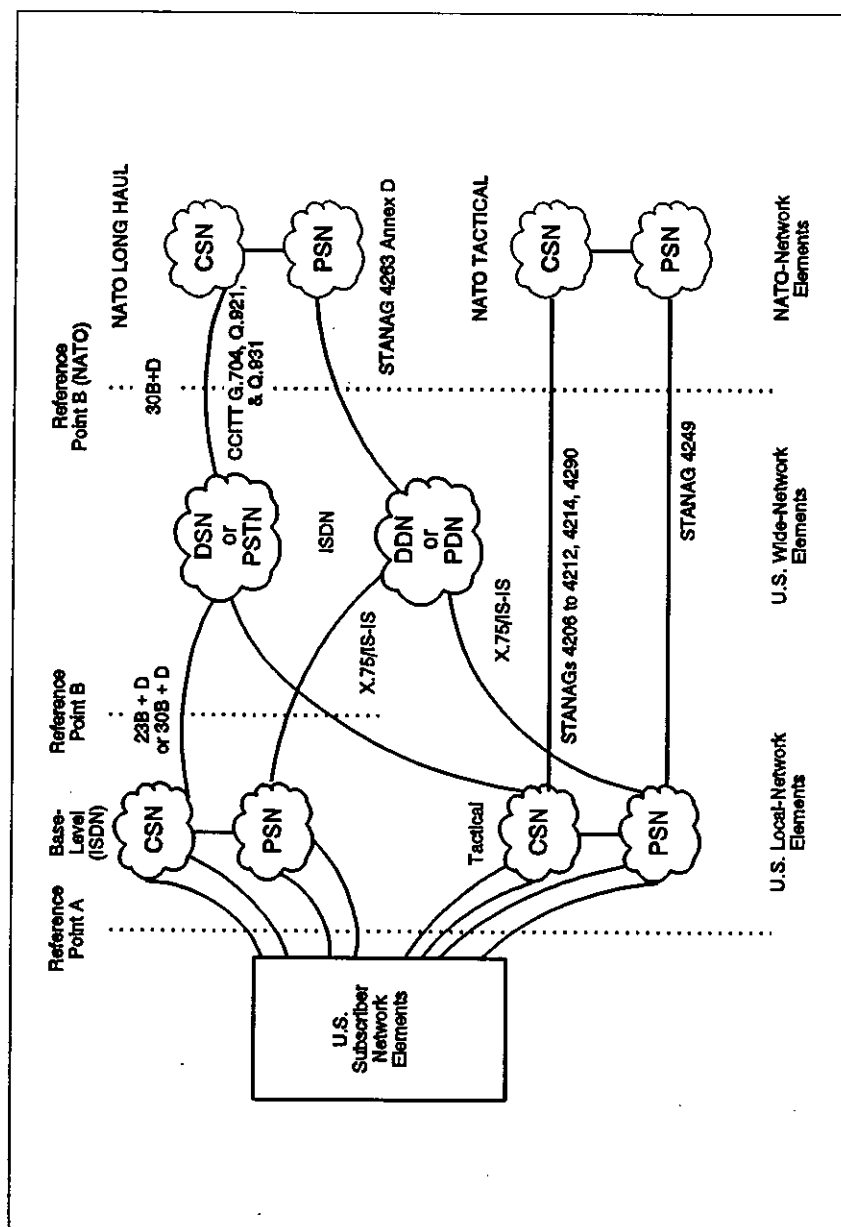 Reference
Point A
Base-
Level
(ISDN)
Reference
Point B
Reference
Point B (NATO)
NATO LONG HAUL
CSN
23B + D
or 30B + D
DSN
or
PSTN
30B+D
CCITT G.704, Q.921,
& Q.931
CSN
PSN
X.75/IS-IS
ISDN
DDN
or
PDN
PSN
STANAG 4263 Annex D
U.S.
Subscriber
Network
Elements
X.75/IS-IS
Tactical
CSN
STANAGs 4206 to 4212, 4214, 4290
NATO TACTICAL
CSN
PSN
STANAG 4249
PSN
U.S. Local-Network
Elements
U.S. Wide-Network
Elements
NATO-Network
Elements